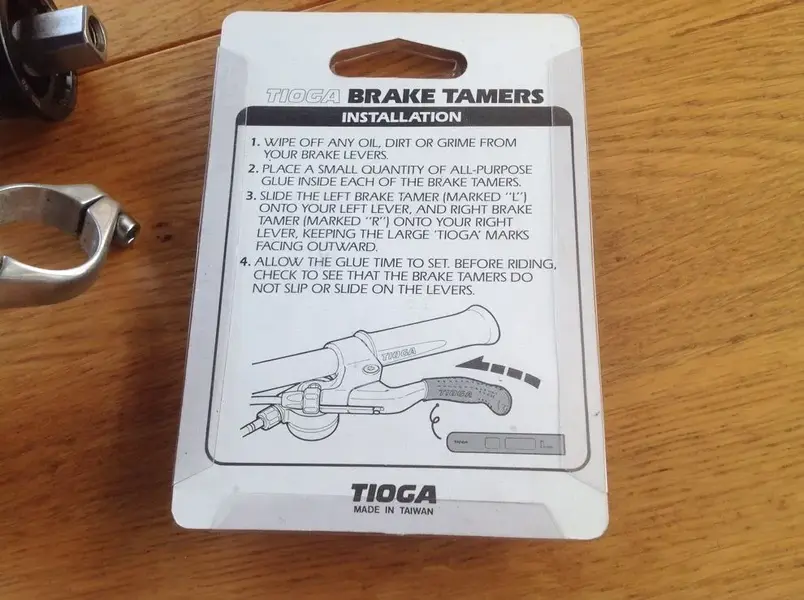 TIOGA BRAKE TAMERS
INSTALLATION
1. WIPE OFF ANY OIL, DIRT OR GRIME FROM
YOUR BRAKE LEVERS.
2. PLACE A SMALL QUANTITY OF ALL-PURPOSE
GLUE INSIDE EACH OF THE BRAKE TAMERS.
3. SLIDE THE LEFT BRAKE TAMER (MARKED "L")
ONTO YOUR LEFT LEVER, AND RIGHT BRAKE
TAMER (MARKED "R") ONTO YOUR RIGHT
LEVER, KEEPING THE LARGE 'TIOGA' MARKS
FACING OUTWARD.
4. ALLOW THE GLUE TIME TO SET. BEFORE RIDING,
CHECK TO SEE THAT THE BRAKE TAMERS DO
NOT SLIP OR SLIDE ON THE LEVERS.
TIOGA
TIOGA
TIOGA
MADE IN TAIWAN